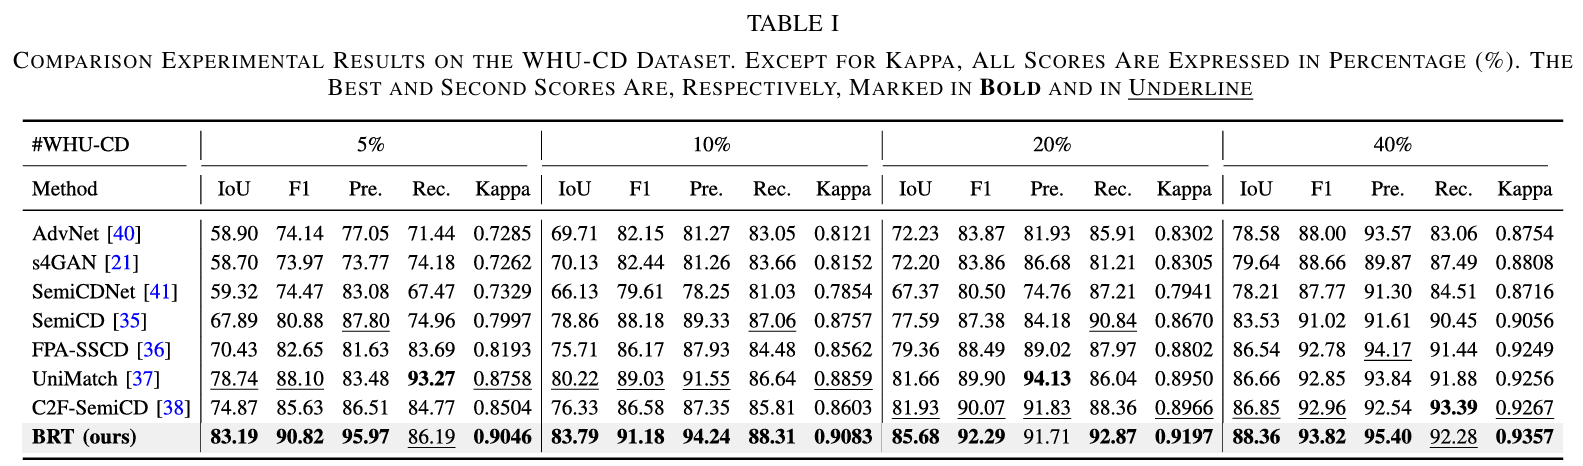 TABLE I
COMPARISON EXPERIMENTAL RESULTS ON THE WHU-CD DATASET. EXCEPT FOR KAPPA, ALL SCORES ARE EXPRESSED IN PERCENTAGE (%). THE
BEST AND SECOND SCORES ARE, RESPECTIVELY, MARKED IN BOLD AND IN UNDERLINE
#WHU-CD 5% 10% 20% 40%
Method IoU F1 Pre. Rec. Kappa IoU F1 Pre. Rec. Kappa IoU F1 Pre. Rec. Kappa IoU F1 Pre. Rec. Kappa
AdvNet [40] 58.90 74.14 77.05 71.44 0.7285 69.71 82.15 81.27 83.05 0.8121 72.23 83.87 81.93 85.91 0.8302 78.58 88.00 93.57 83.06 0.8754
s4GAN [21] 58.70 73.97 73.77 74.18 0.7262 70.13 82.44 81.26 83.66 0.8152 72.20 83.86 86.68 81.21 0.8305 79.64 88.66 89.87 87.49 0.8808
SemiCDNet [41] 59.32 74.47 83.08 67.47 0.7329 66.13 79.61 78.25 81.03 0.7854 67.37 80.50 74.76 87.21 0.7941 78.21 87.77 91.30 84.51 0.8716
SemiCD [35] 67.89 80.88 87.80 74.96 0.7997 78.86 88.18 89.33 87.06 0.8757 77.59 87.38 84.18 90.84 0.8670 83.53 91.02 91.61 90.45 0.9056
FPA-SSCD [36] 70.43 82.65 81.63 83.69 0.8193 75.71 86.17 87.93 84.48 0.8562 79.36 88.49 89.02 87.97 0.8802 86.54 92.78 94.17 91.44 0.9249
UniMatch [37] 78.74 88.10 83.48 93.27 0.8758 80.22 89.03 91.55 86.64 0.8859 81.66 89.90 94.13 86.04 0.8950 86.66 92.85 93.84 91.88 0.9256
C2F-SemiCD [38] 74.87 85.63 86.51 84.77 0.8504 76.33 86.58 87.35 85.81 0.8603 81.93 90.07 91.83 88.36 0.8966 86.85 92.96 92.54 93.39 0.9267
BRT (ours) 83.19 90.82 95.97 86.19 0.9046 83.79 91.18 94.24 88.31 0.9083 85.68 92.29 91.71 92.87 0.9197 88.36 93.82 95.40 92.28 0.9357